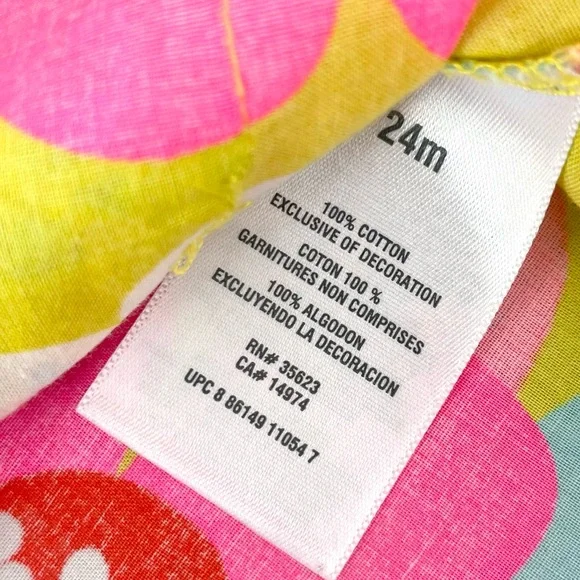 24m
100% COTTON
EXCLUSIVE OF DECORATION
COTON 100 %
GARNITURES NON COMPRISES
100% ALGODON
EXCLUYENDO LA DECORACION
RN# 35623
CA# 14974
UPC 8 86149 11054 7